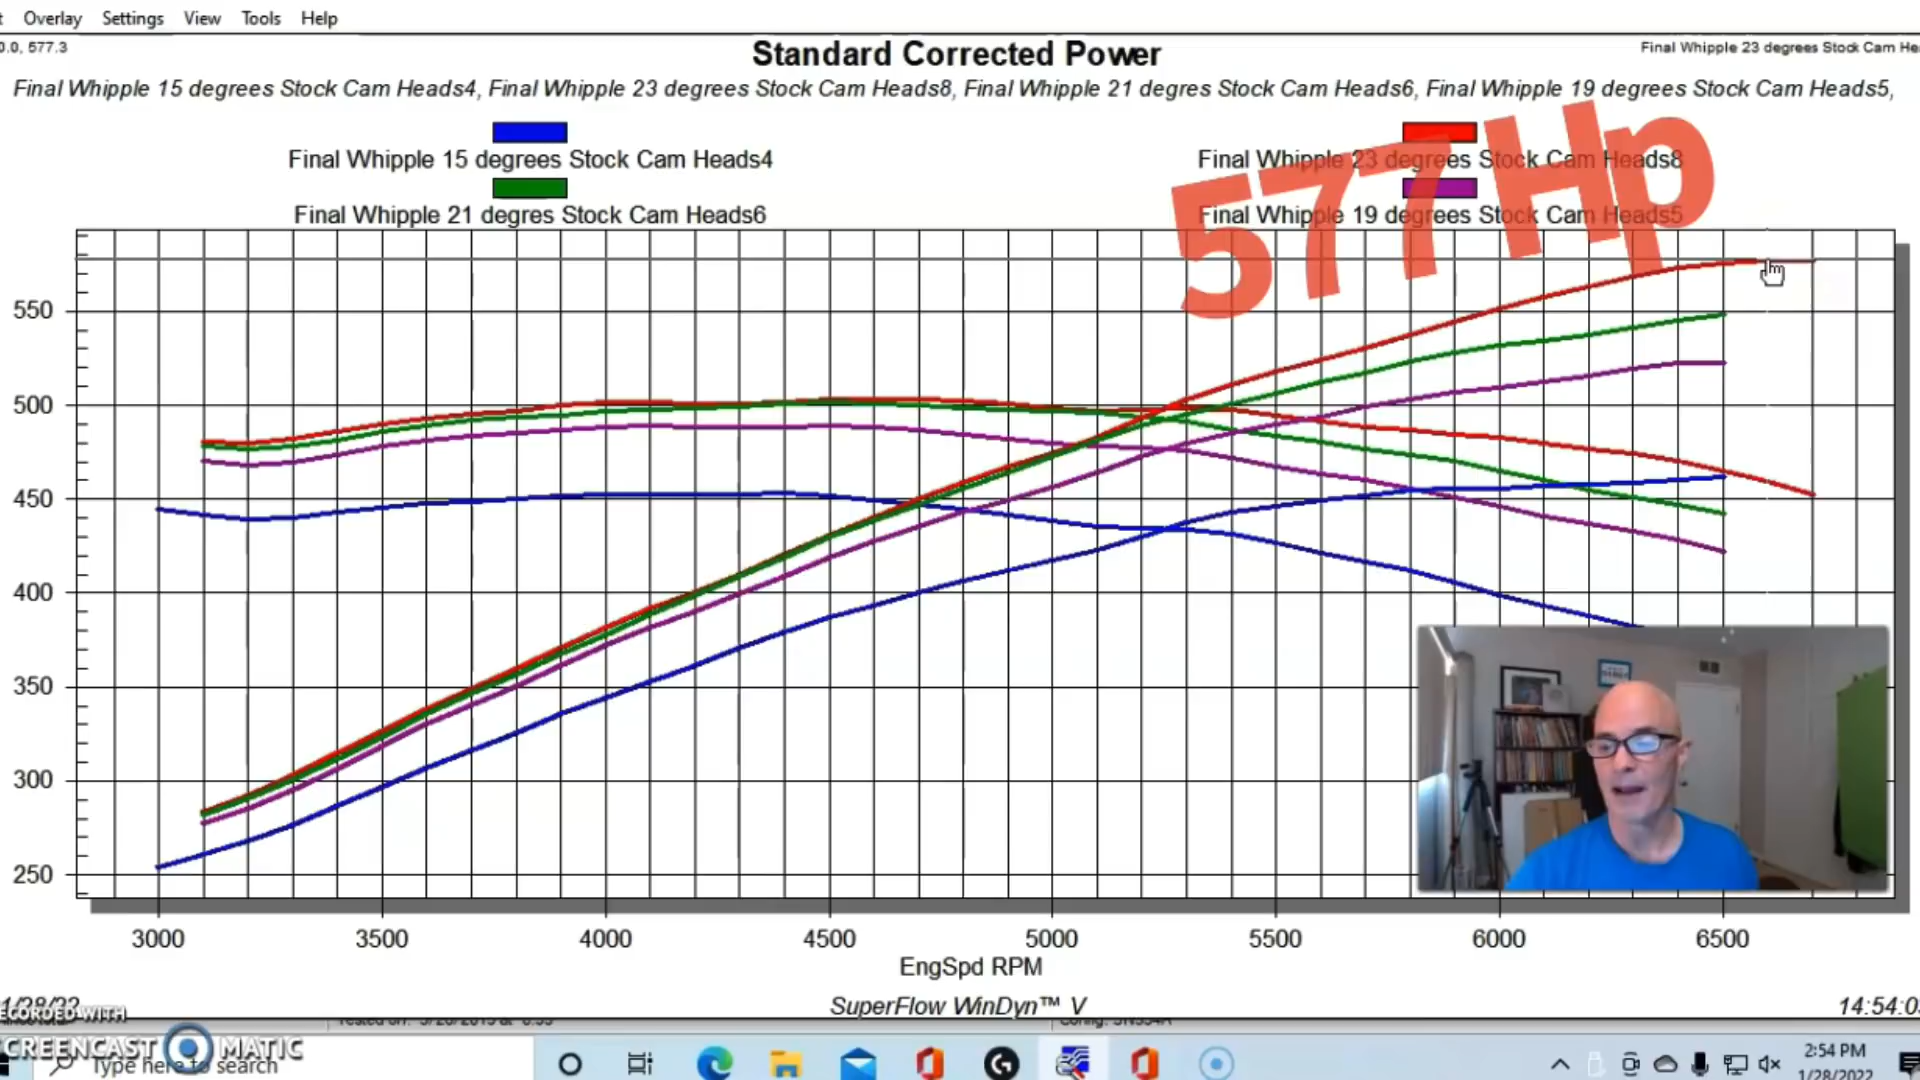 Overlay Settings View Tools Help
0.0, 577.3
Final Whipple 23 degrees Stock Cam He
Standard Corrected Power
Final Whipple 15 degrees Stock Cam Heads4, Final Whipple 23 degrees Stock Cam Heads8, Final Whipple 21 degres Stock Cam Heads6, Final Whipple 19 degrees Stock Cam Heads5,
Final Whipple 15 degrees Stock Cam Heads4
Final Whipple 23 degrees Stock Cam Heads8
Final Whipple 21 degres Stock Cam Heads6
Final Whipple 19 degrees Stock Cam Heads5
577 Hp
550
500
450
400
350
300
250
3000 3500 4000 4500 5000 5500 6000 6500
EngSpd RPM
SuperFlow WinDyn™ V
14:54:0
ECORDED WITH
CREENCAST MATIC
Type here to search
2:54 PM
1/28/2022